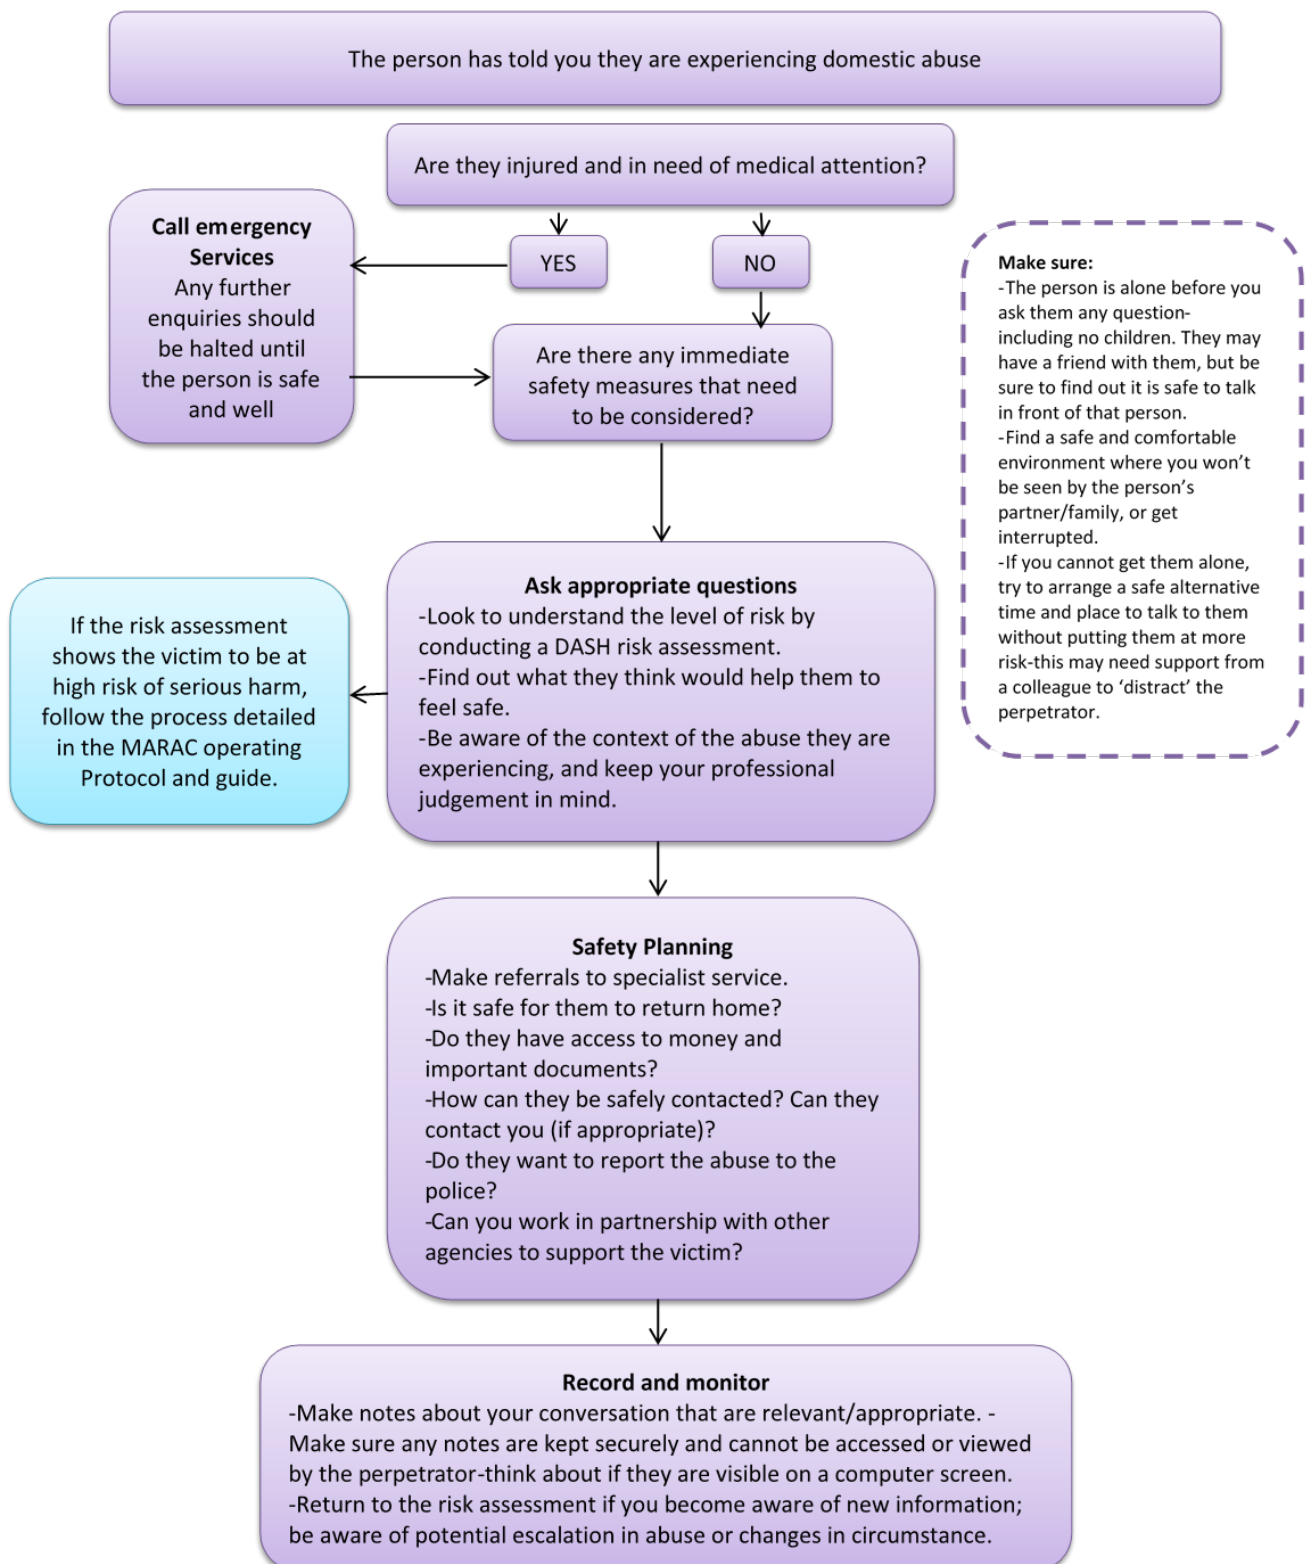 The person has told you they are experiencing domestic abuse
Are they injured and in need of medical attention?
YES
NO
Call emergency
Services
Any further
enquiries should
be halted until
the person is safe
and well
Are there any immediate
safety measures that need
to be considered?
Make sure:
-The person is alone before you
ask them any question-
including no children. They may
have a friend with them, but be
sure to find out it is safe to talk
in front of that person.
-Find a safe and comfortable
environment where you won’t
be seen by the person’s
partner/family, or get
interrupted.
-If you cannot get them alone,
try to arrange a safe alternative
time and place to talk to them
without putting them at more
risk-this may need support from
a colleague to ‘distract’ the
perpetrator.
Ask appropriate questions
-Look to understand the level of risk by
conducting a DASH risk assessment.
-Find out what they think would help them to
feel safe.
-Be aware of the context of the abuse they are
experiencing, and keep your professional
judgement in mind.
If the risk assessment
shows the victim to be at
high risk of serious harm,
follow the process detailed
in the MARAC operating
Protocol and guide.
Safety Planning
-Make referrals to specialist service.
-Is it safe for them to return home?
-Do they have access to money and
important documents?
-How can they be safely contacted? Can they
contact you (if appropriate)?
-Do they want to report the abuse to the
police?
-Can you work in partnership with other
agencies to support the victim?
Record and monitor
-Make notes about your conversation that are relevant/appropriate. -
Make sure any notes are kept securely and cannot be accessed or viewed
by the perpetrator-think about if they are visible on a computer screen.
-Return to the risk assessment if you become aware of new information;
be aware of potential escalation in abuse or changes in circumstance.